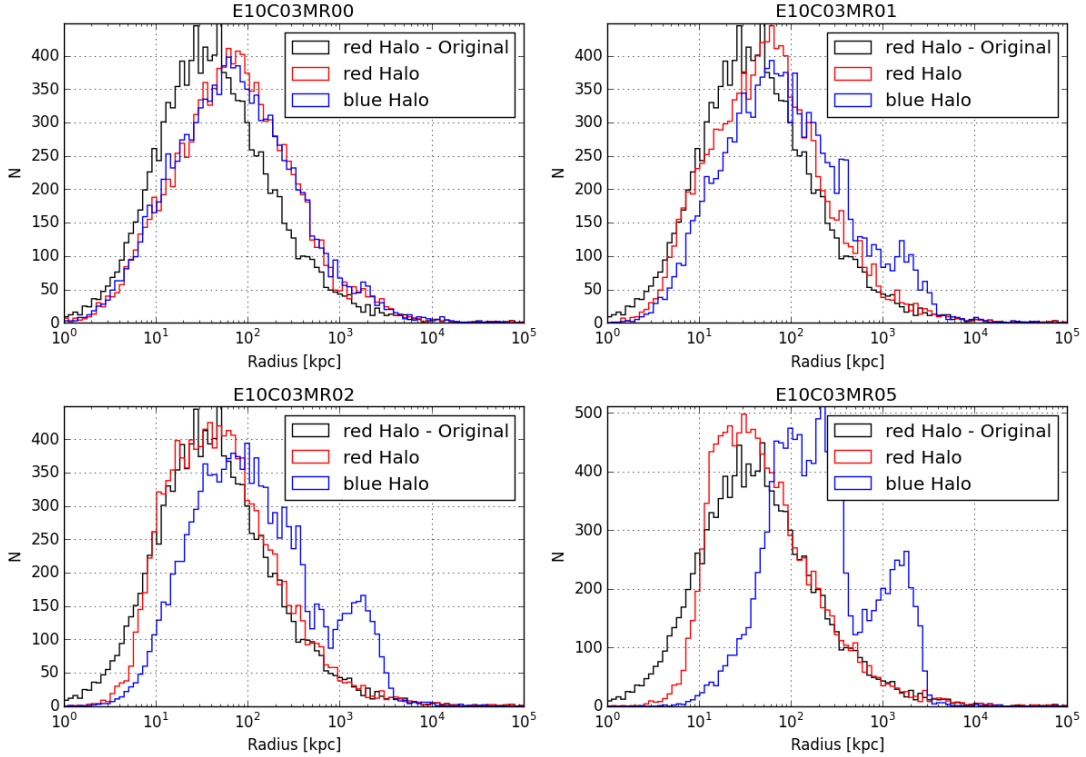 E10C03MR00
red Halo - Original
red Halo
blue Halo
N
400
350
300
250
200
150
100
50
0
10^0 10^1 10^2 10^3 10^4 10^5
Radius [kpc]
E10C03MR01
red Halo - Original
red Halo
blue Halo
N
400
350
300
250
200
150
100
50
0
10^0 10^1 10^2 10^3 10^4 10^5
Radius [kpc]
E10C03MR02
red Halo - Original
red Halo
blue Halo
N
400
350
300
250
200
150
100
50
0
10^0 10^1 10^2 10^3 10^4 10^5
Radius [kpc]
E10C03MR05
red Halo - Original
red Halo
blue Halo
N
500
400
300
200
100
0
10^0 10^1 10^2 10^3 10^4 10^5
Radius [kpc]